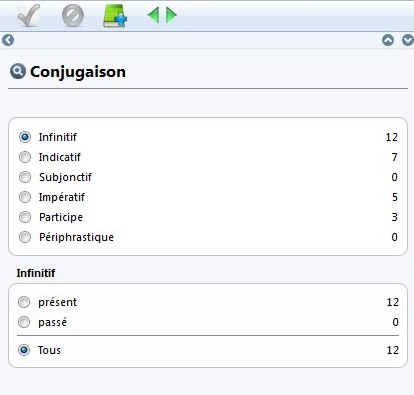 Conjugaison
Infinitif 12
Indicatif 7
Subjonctif 0
Impératif 5
Participe 3
Périphrastique 0
Infinitif
présent 12
passé 0
Tous 12